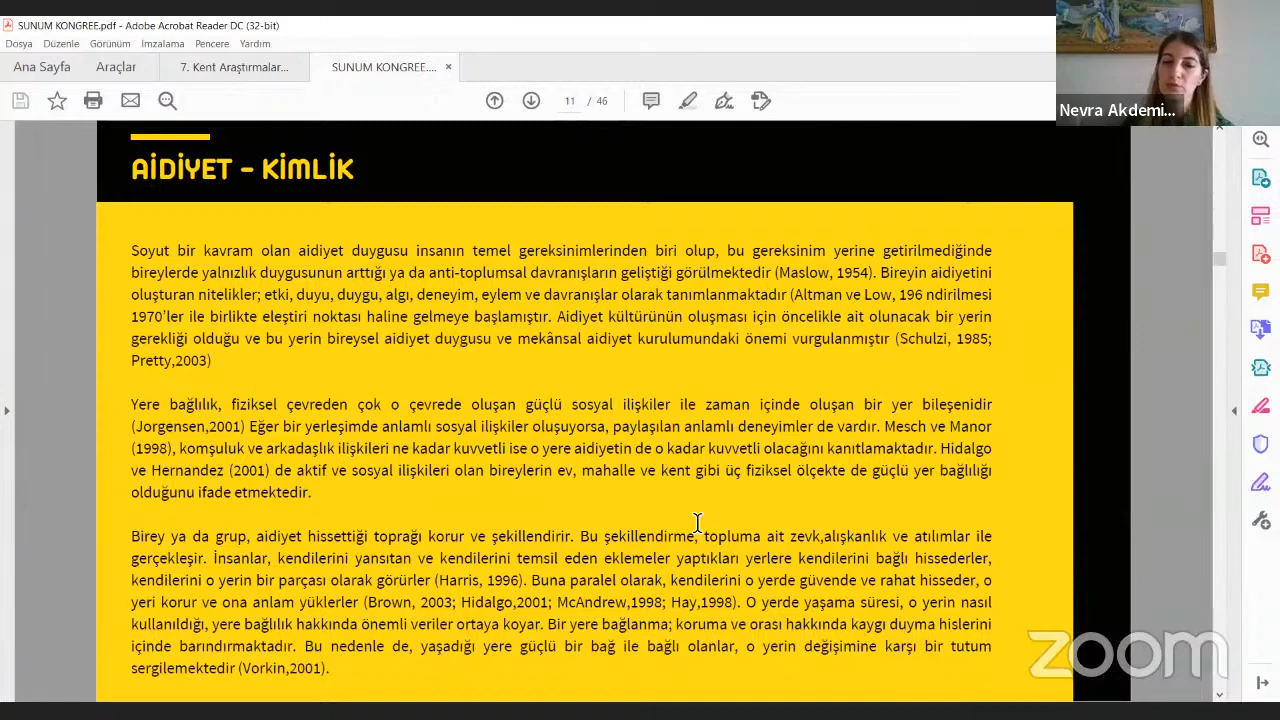 SUNUM KONGREE.pdf - Adobe Acrobat Reader DC (32-bit)
Dosya Düzenle Görünüm İmzalama Pencere Yardım
Ana Sayfa Araçlar 7. Kent Araştırmalar... SUNUM KONGREE.... ×
11 / 46
Nevra Akdemi...
AİDİYET – KİMLİK
Soyut bir kavram olan aidiyet duygusu insanın temel gereksinimlerinden biri olup, bu gereksinim yerine getirilmediğinde
bireylerde yalnızlık duygusunun arttığı ya da anti-toplumsal davranışların geliştiği görülmektedir (Maslow, 1954). Bireyin aidiyetini
oluşturan nitelikler; etki, duyu, duygu, algı, deneyim, eylem ve davranışlar olarak tanımlanmaktadır (Altman ve Low, 196 ndirilmesi
1970’ler ile birlikte eleştiri noktası haline gelmeye başlamıştır. Aidiyet kültürünün oluşması için öncelikle ait olunacak bir yerin
gerekliği olduğu ve bu yerin bireysel aidiyet duygusu ve mekânsal aidiyet kurulumundaki önemi vurgulanmıştır (Schulzi, 1985;
Pretty,2003)
Yere bağlılık, fiziksel çevreden çok o çevrede oluşan güçlü sosyal ilişkiler ile zaman içinde oluşan bir yer bileşenidir
(Jorgensen,2001) Eğer bir yerleşimde anlamlı sosyal ilişkiler oluşuyorsa, paylaşılan anlamlı deneyimler de vardır. Mesch ve Manor
(1998), komşuluk ve arkadaşlık ilişkileri ne kadar kuvvetli ise o yere aidiyetin de o kadar kuvvetli olacağını kanıtlamaktadır. Hidalgo
ve Hernandez (2001) de aktif ve sosyal ilişkileri olan bireylerin ev, mahalle ve kent gibi üç fiziksel ölçekte de güçlü yer bağlılığı
olduğunu ifade etmektedir.
Birey ya da grup, aidiyet hissettiği toprağı korur ve şekillendirir. Bu şekillendirme, topluma ait zevk,alışkanlık ve atılımlar ile
gerçekleşir. İnsanlar, kendilerini yansıtan ve kendilerini temsil eden eklemeler yaptıkları yerlere kendilerini bağlı hissederler,
kendilerini o yerin bir parçası olarak görürler (Harris, 1996). Buna paralel olarak, kendilerini o yerde güvende ve rahat hisseder, o
yeri korur ve ona anlam yüklerler (Brown, 2003; Hidalgo,2001; McAndrew,1998; Hay,1998). O yerde yaşama süresi, o yerin nasıl
kullanıldığı, yere bağlılık hakkında önemli veriler ortaya koyar. Bir yere bağlanma; koruma ve orası hakkında kaygı duyma hislerini
içinde barındırmaktadır. Bu nedenle de, yaşadığı yere güçlü bir bağ ile bağlı olanlar, o yerin değişimine karşı bir tutum
sergilemektedir (Vorkin,2001).
zoom